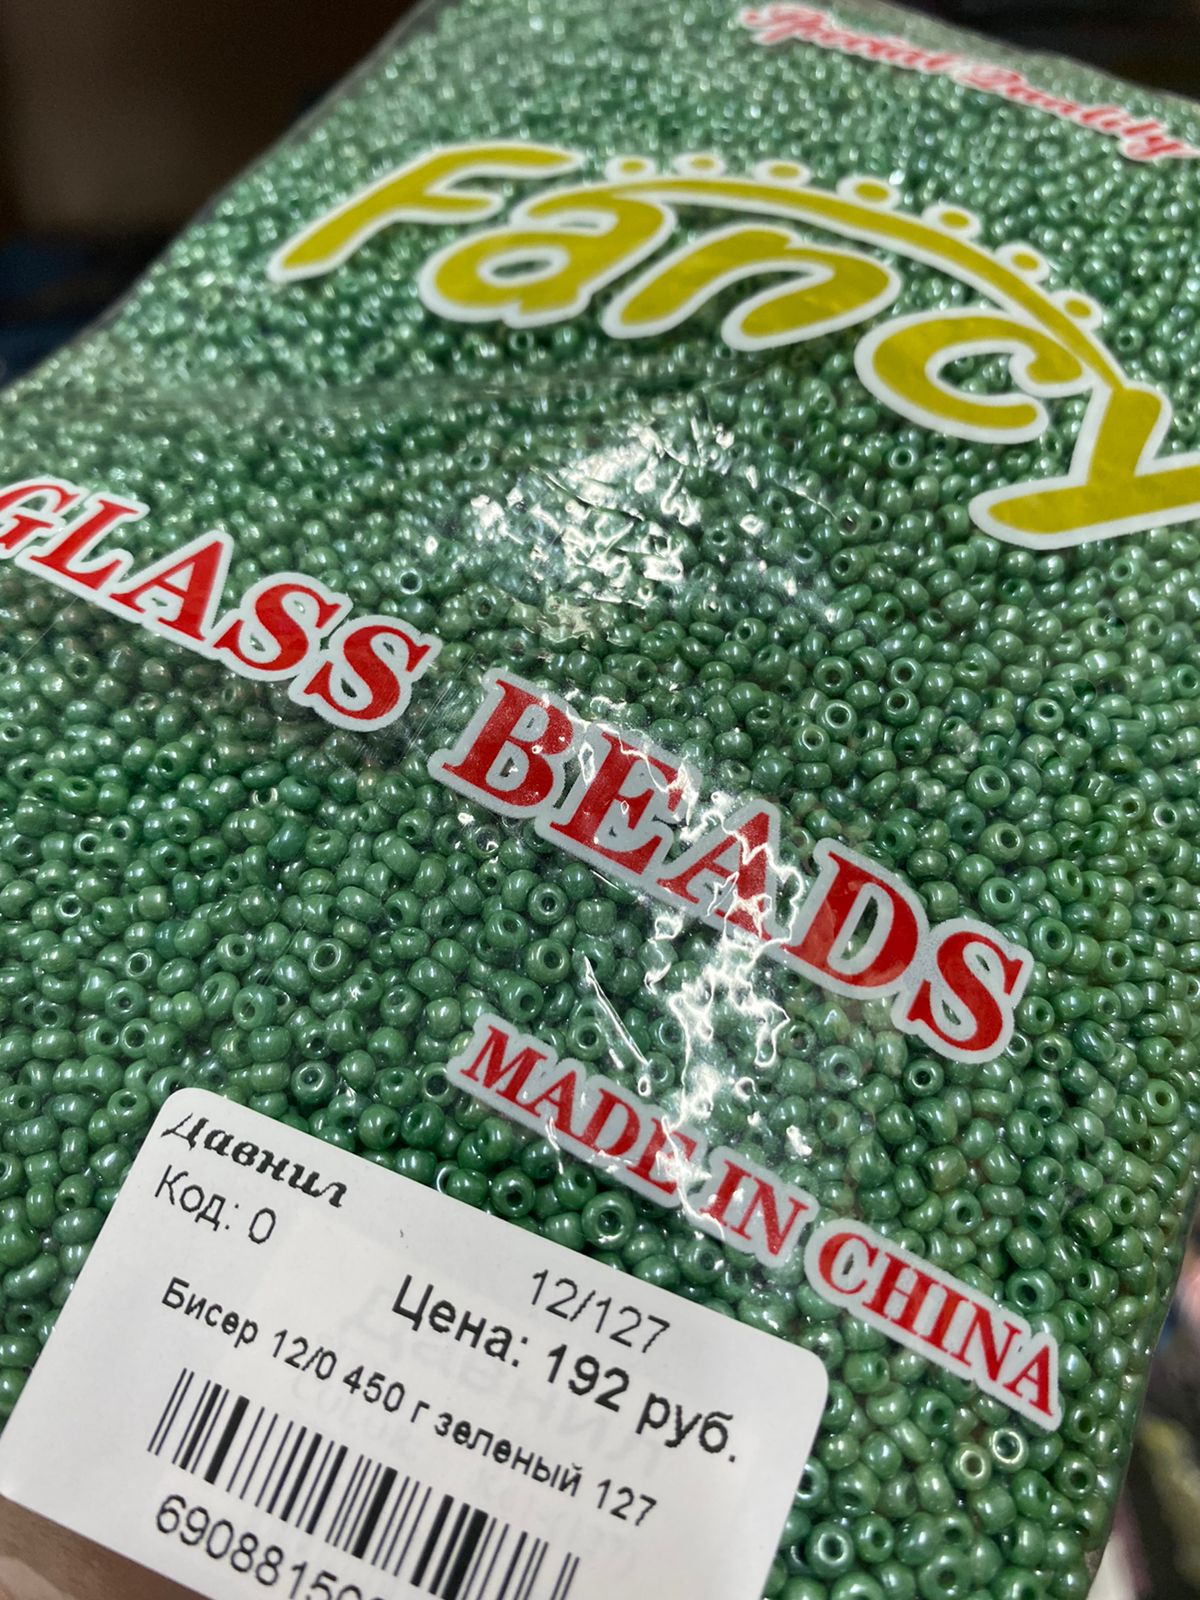 Special Quality
Fancy
GLASS BEADS
MADE IN CHINA
Давнил
Код: 0
12/127
Цена: 192 руб.
Бисер 12/0 450 г зеленый 127